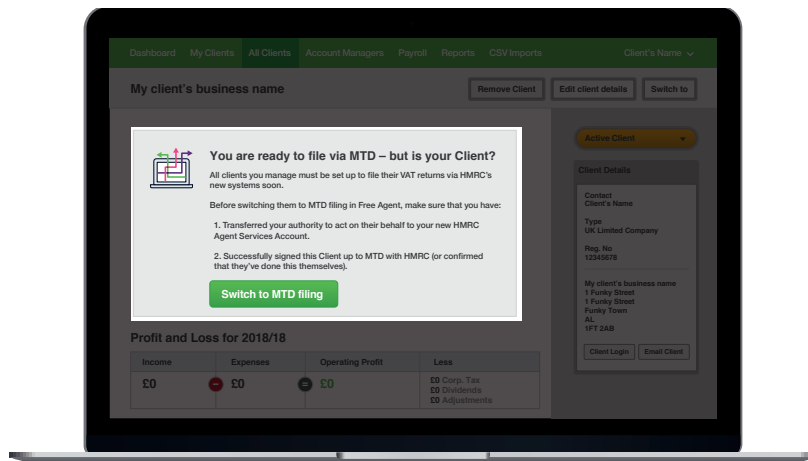 Dashboard My Clients All Clients Account Managers Payroll Reports CSV Imports Client's Name
My client's business name Remove Client Edit client details Switch to
You are ready to file via MTD – but is your Client?
All clients you manage must be set up to file their VAT returns via HMRC's
new systems soon.
Before switching them to MTD filing in Free Agent, make sure that you have:
1. Transferred your authority to act on their behalf to your new HMRC
Agent Services Account.
2. Successfully signed this Client up to MTD with HMRC (or confirmed
that they've done this themselves).
Switch to MTD filing
Active Client
Client Details
Contact
Client's Name
Type
UK Limited Company
Reg. No
12345678
My client's business name
1 Funky Street
1 Funky Street
Funky Town
AL
1FT 2AB
Client Login Email Client
Profit and Loss for 2018/18
Income Expenses Operating Profit Less
£0 − £0 = £0 £0 Corp. Tax
£0 Dividends
£0 Adjustments